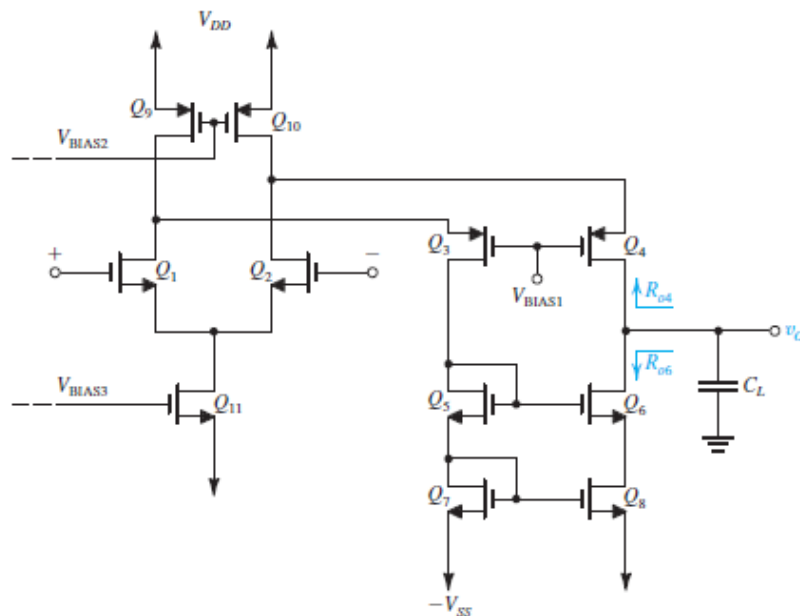 V_DD
Q_9
Q_10
V_BIAS2
+
Q_1
Q_2
−
Q_3
Q_4
V_BIAS1
R_o4
v_O
R_o6
C_L
V_BIAS3
Q_11
Q_5
Q_6
Q_7
Q_8
−V_SS